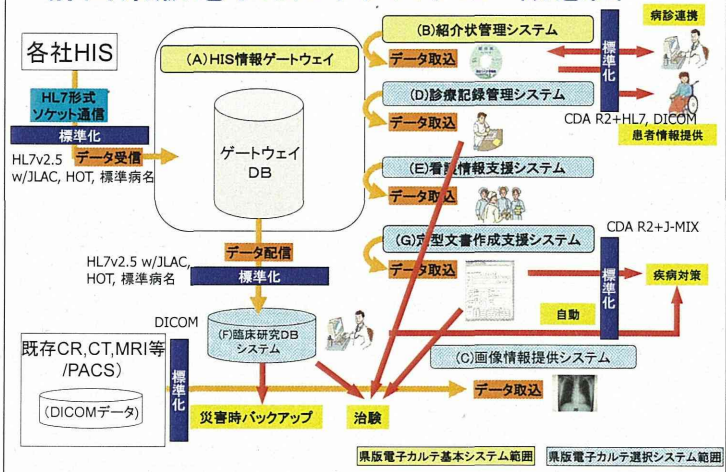 各社HIS
HL7形式
ソケット通信
標準化
データ受信
HL7v2.5
w/JLAC, HOT, 標準病名
(A)HIS情報ゲートウェイ
ゲートウェイ
DB
データ配信
HL7v2.5 w/JLAC,
HOT, 標準病名
標準化
(B)紹介状管理システム
データ取込
標準化
病診連携
(D)診療記録管理システム
データ取込
CDA R2+HL7, DICOM
患者情報提供
(E)看護情報支援システム
データ取込
(G)定型文書作成支援システム
データ取込
CDA R2+J-MIX
標準化
疾病対策
自動
(F)臨床研究DB
システム
(C)画像情報提供システム
データ取込
DICOM
既存CR,CT,MRI等
/PACS)
(DICOMデータ)
標準化
災害時バックアップ
治験
県版電子カルテ基本システム範囲
県版電子カルテ選択システム範囲